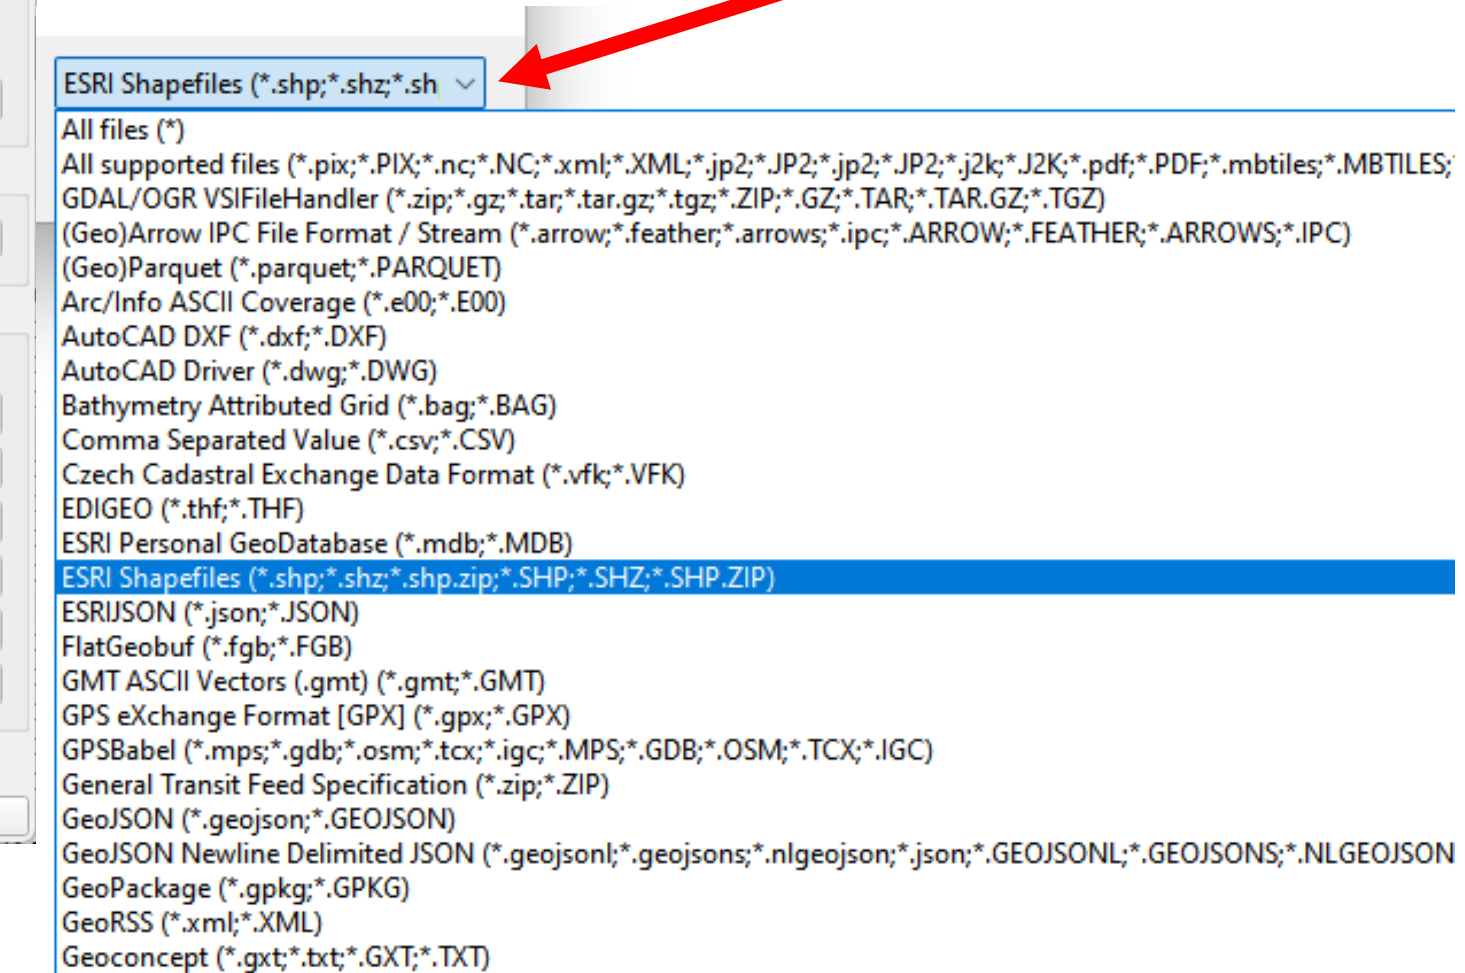 ESRI Shapefiles (*.shp;*.shz;*.sh
All files (*)
All supported files (*.pix;*.PIX;*.nc;*.NC;*.xml;*.XML;*.jp2;*.JP2;*.jp2;*.JP2;*.j2k;*.J2K;*.pdf;*.PDF;*.mbtiles;*.MBTILES;
GDAL/OGR VSIFileHandler (*.zip;*.gz;*.tar;*.tar.gz;*.tgz;*.ZIP;*.GZ;*.TAR;*.TAR.GZ;*.TGZ)
(Geo)Arrow IPC File Format / Stream (*.arrow;*.feather;*.arrows;*.ipc;*.ARROW;*.FEATHER;*.ARROWS;*.IPC)
(Geo)Parquet (*.parquet;*.PARQUET)
Arc/Info ASCII Coverage (*.e00;*.E00)
AutoCAD DXF (*.dxf;*.DXF)
AutoCAD Driver (*.dwg;*.DWG)
Bathymetry Attributed Grid (*.bag;*.BAG)
Comma Separated Value (*.csv;*.CSV)
Czech Cadastral Exchange Data Format (*.vfk;*.VFK)
EDIGEO (*.thf;*.THF)
ESRI Personal GeoDatabase (*.mdb;*.MDB)
ESRI Shapefiles (*.shp;*.shz;*.shp.zip;*.SHP;*.SHZ;*.SHP.ZIP)
ESRIJSON (*.json;*.JSON)
FlatGeobuf (*.fgb;*.FGB)
GMT ASCII Vectors (.gmt) (*.gmt;*.GMT)
GPS eXchange Format [GPX] (*.gpx;*.GPX)
GPSBabel (*.mps;*.gdb;*.osm;*.tcx;*.igc;*.MPS;*.GDB;*.OSM;*.TCX;*.IGC)
General Transit Feed Specification (*.zip;*.ZIP)
GeoJSON (*.geojson;*.GEOJSON)
GeoJSON Newline Delimited JSON (*.geojsonl;*.geojsons;*.nlgeojson;*.json;*.GEOJSONL;*.GEOJSONS;*.NLGEOJSON
GeoPackage (*.gpkg;*.GPKG)
GeoRSS (*.xml;*.XML)
Geoconcept (*.gxt;*.txt;*.GXT;*.TXT)